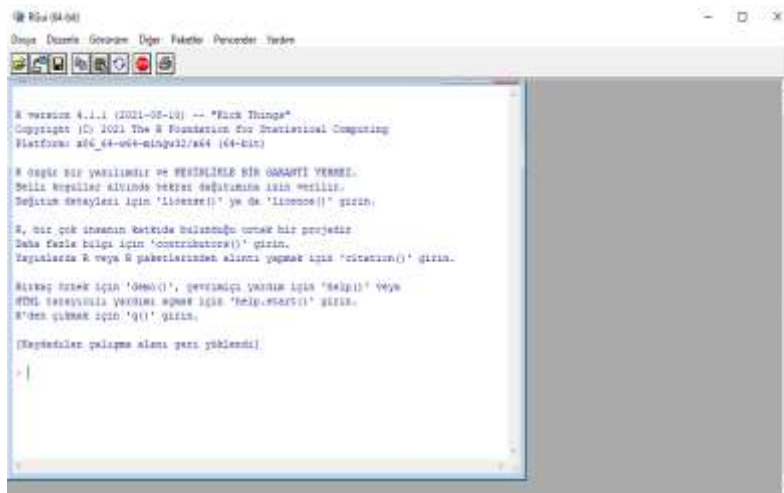 RGui (64-bit)
Dosya Düzenle Görünüm Diğer Paketler Pencereler Yardım
R version 4.1.1 (2021-08-10) -- "Kick Things"
Copyright (C) 2021 The R Foundation for Statistical Computing
Platform: x86_64-w64-mingw32/x64 (64-bit)
R özgür bir yazılımdır ve KESİNLİKLE BİR GARANTİ VERMEZ.
Belli koşullar altında tekrar dağıtımına izin verilir.
Dağıtım detayları için 'license()' ya da 'licence()' girin.
R, bir çok insanın katkıda bulunduğu ortak bir projedir
Daha fazla bilgi için 'contributors()' girin.
Yayınlarda R veya R paketlerinden alıntı yapmak için 'citation()' girin.
Birkaç örnek için 'demo()', çevrimiçi yardım için 'help()' veya
HTML tarayıcılı yardımı açmak için 'help.start()' girin.
R'den çıkmak için 'q()' girin.
[Kaydedilen çalışma alanı geri yüklendi]
>